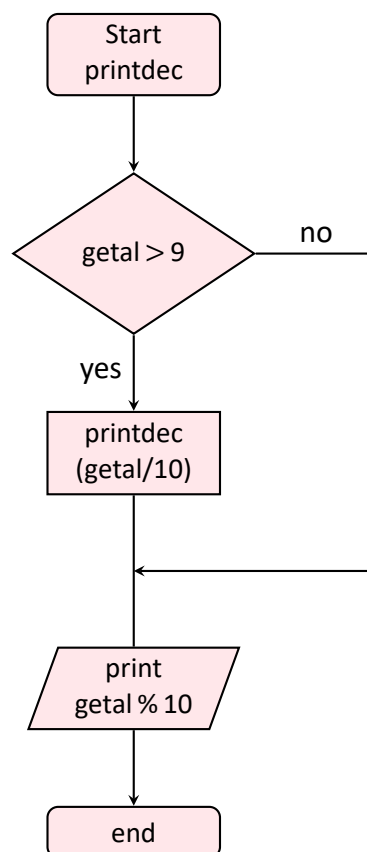 Start
printdec
getal > 9
no
yes
printdec
(getal/10)
print
getal % 10
end